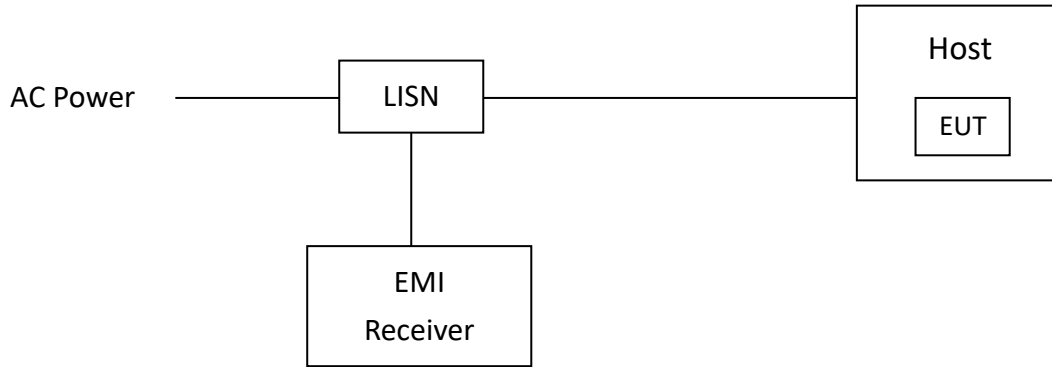 Host
AC Power
LISN
EUT
EMI
Receiver